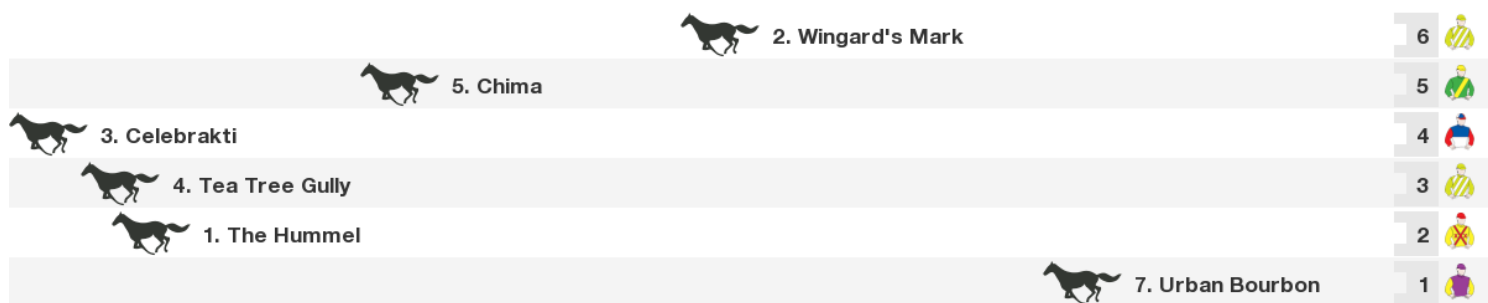 2. Wingard's Mark 6
5. Chima 5
3. Celebrakti 4
4. Tea Tree Gully 3
1. The Hummel 2
7. Urban Bourbon 1